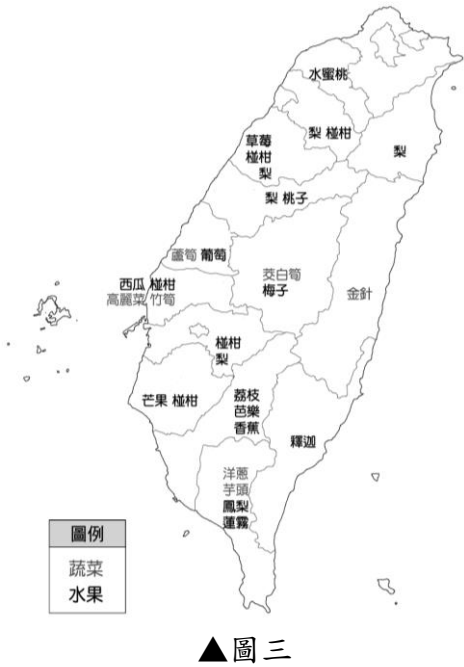 水蜜桃
梨 椪柑
草莓
椪柑
梨
梨
梨 桃子
蘆筍 葡萄
茭白筍
梅子
西瓜 椪柑
高麗菜 竹筍
金針
椪柑
梨
芒果 椪柑
荔枝
芭樂
香蕉
釋迦
洋蔥
芋頭
鳳梨
蓮霧
圖例
蔬菜
水果
▲圖三